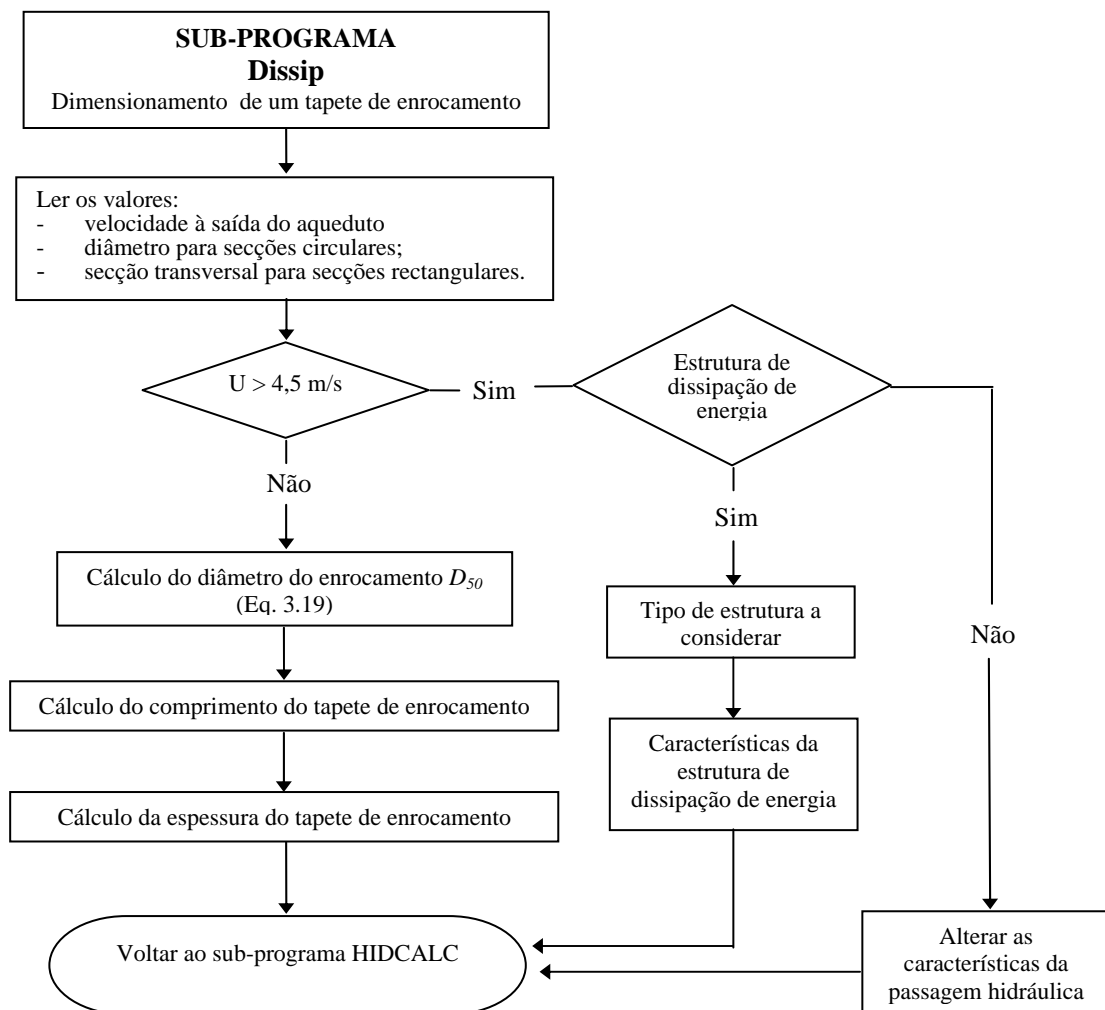 SUB-PROGRAMA
Dissip
Dimensionamento de um tapete de enrocamento
Ler os valores:
- velocidade à saída do aqueduto
- diâmetro para secções circulares;
- secção transversal para secções rectangulares.
U > 4,5 m/s
Sim
Estrutura de
dissipação de
energia
Não
Sim
Cálculo do diâmetro do enrocamento D50
(Eq. 3.19)
Tipo de estrutura a
considerar
Não
Cálculo do comprimento do tapete de enrocamento
Características da
estrutura de
dissipação de energia
Cálculo da espessura do tapete de enrocamento
Voltar ao sub-programa HIDCALC
Alterar as
características da
passagem hidráulica